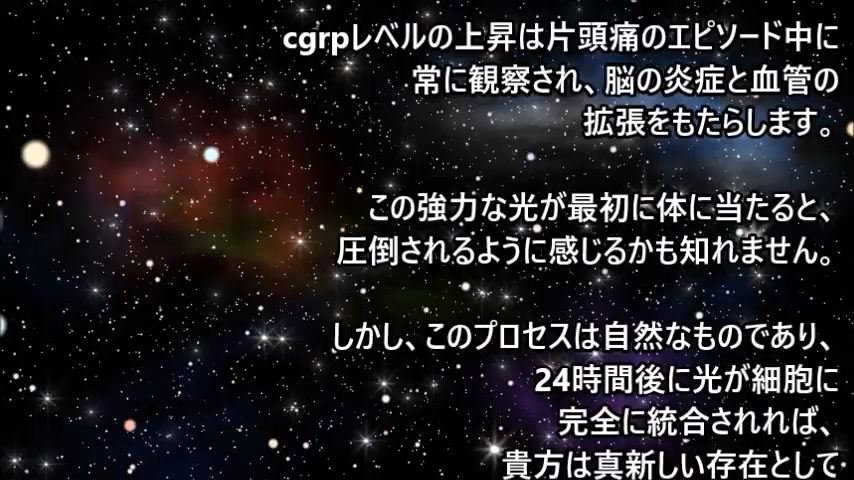 cgrpレベルの上昇は片頭痛のエピソード中に
常に観察され、脳の炎症と血管の
拡張をもたらします。
この強力な光が最初に体に当たると、
圧倒されるように感じるかも知れません。
しかし、このプロセスは自然なものであり、
24時間後に光が細胞に
完全に統合されれば、
貴方は真新しい存在として